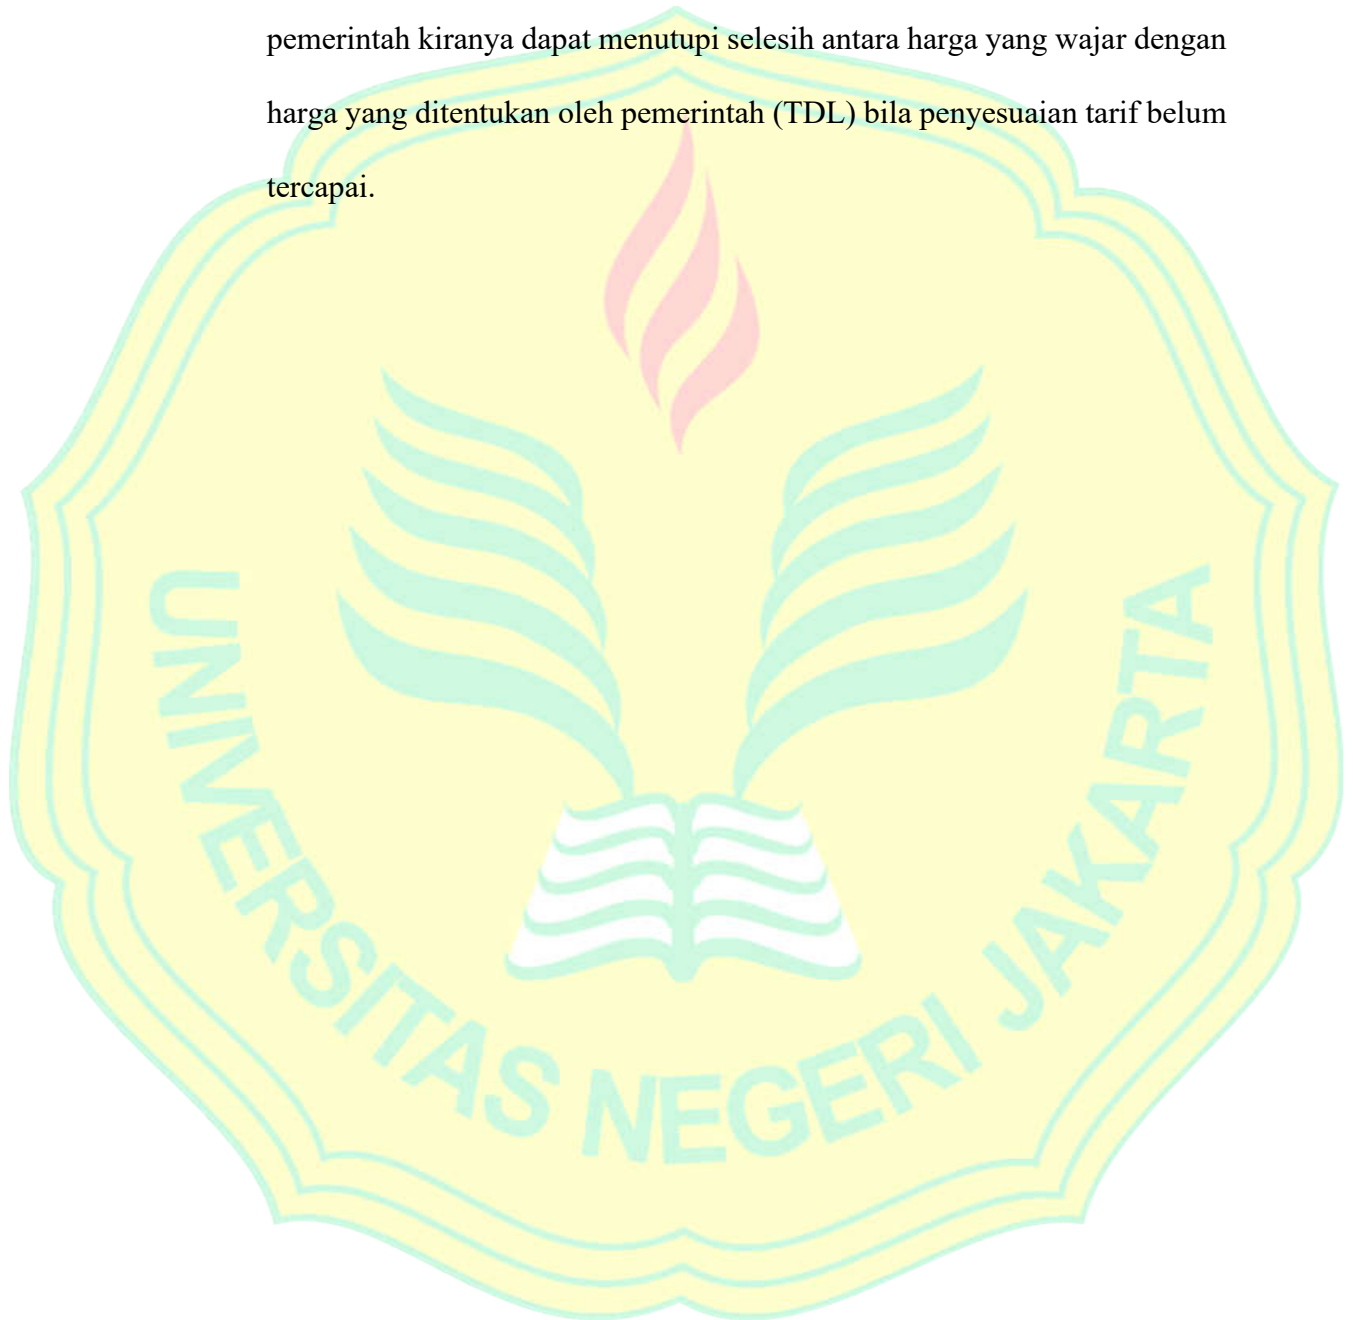 pemerintah kiranya dapat menutupi selesih antara harga yang wajar dengan
harga yang ditentukan oleh pemerintah (TDL) bila penyesuaian tarif belum
tercapai.
UNIVERSITAS NEGERI JAKARTA